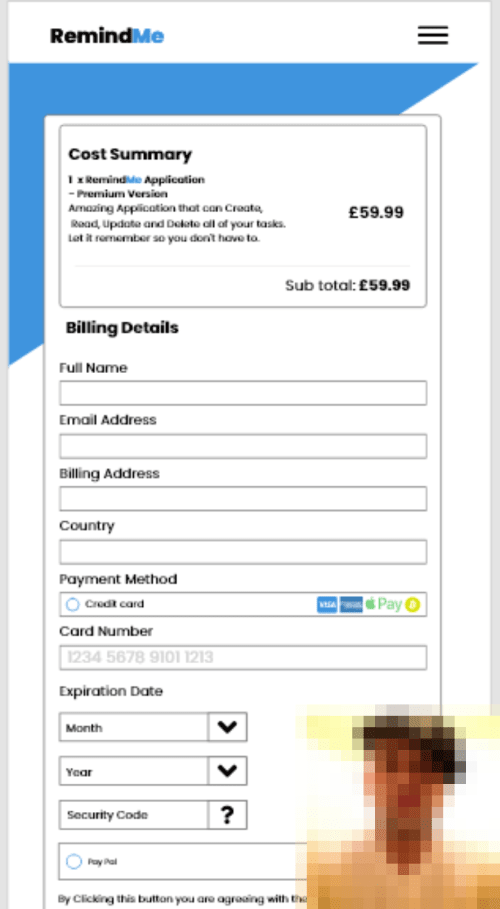 RemindMe
Cost Summary
1 x RemindMe Application
- Premium Version
Amazing Application that can Create,
Read, Update and Delete all of your tasks.
Let it remember so you don't have to.
£59.99
Sub total: £59.99
Billing Details
Full Name
Email Address
Billing Address
Country
Payment Method
Credit card
VISA
Pay
Card Number
1234 5678 9101 1213
Expiration Date
Month
Year
Security Code
?
PayPal
By Clicking this button you are agreeing with the